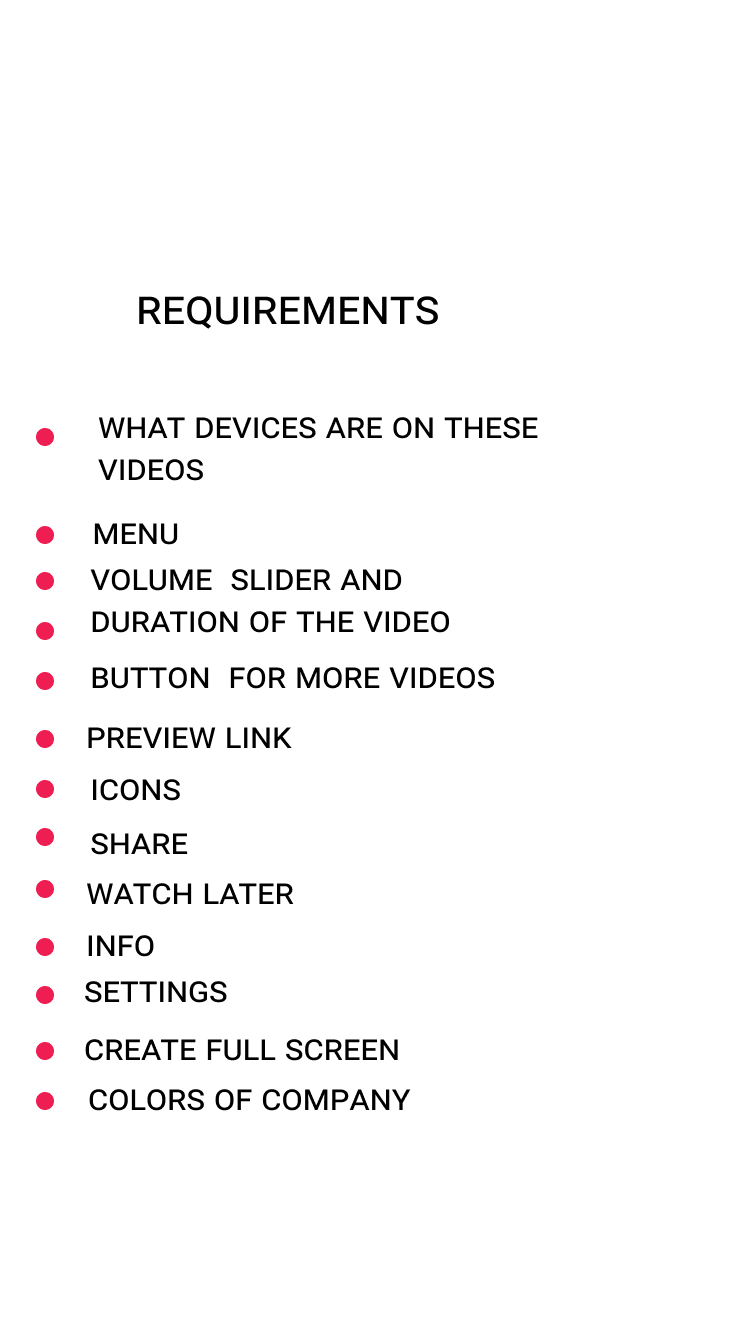 REQUIREMENTS
WHAT DEVICES ARE ON THESE
VIDEOS
MENU
VOLUME  SLIDER AND
DURATION OF THE VIDEO
BUTTON  FOR MORE VIDEOS
PREVIEW LINK
ICONS
SHARE
WATCH LATER
INFO
SETTINGS
CREATE FULL SCREEN
COLORS OF COMPANY